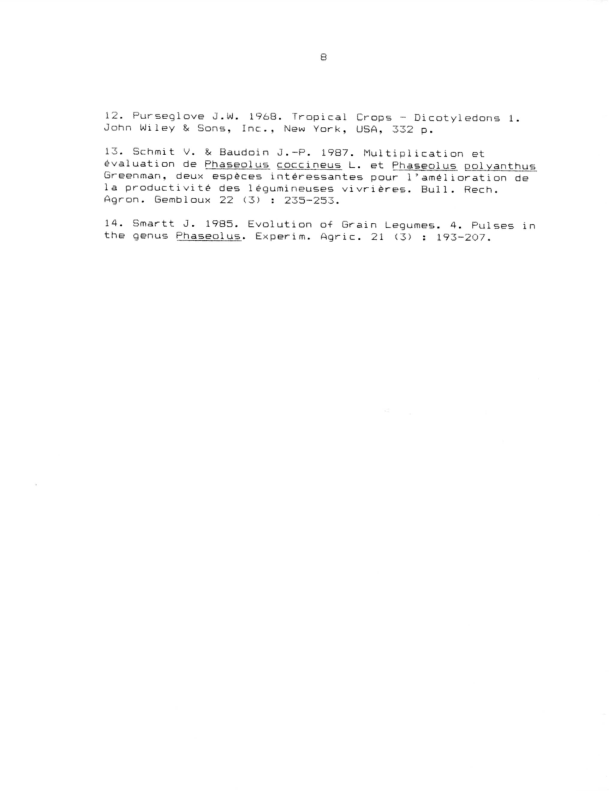 8
12. Purseglove J.W. 1968. Tropical Crops - Dicotyledons 1.
John Wiley & Sons, Inc., New York, USA, 332 p.
13. Schmit V. & Baudoin J.-P. 1987. Multiplication et
évaluation de Phaseolus coccineus L. et Phaseolus polyanthus
Greenman, deux espèces intéressantes pour l'amélioration de
la productivité des légumineuses vivrières. Bull. Rech.
Agron. Gembloux 22 (3) : 235-253.
14. Smartt J. 1985. Evolution of Grain Legumes. 4. Pulses in
the genus Phaseolus. Experim. Agric. 21 (3) : 193-207.